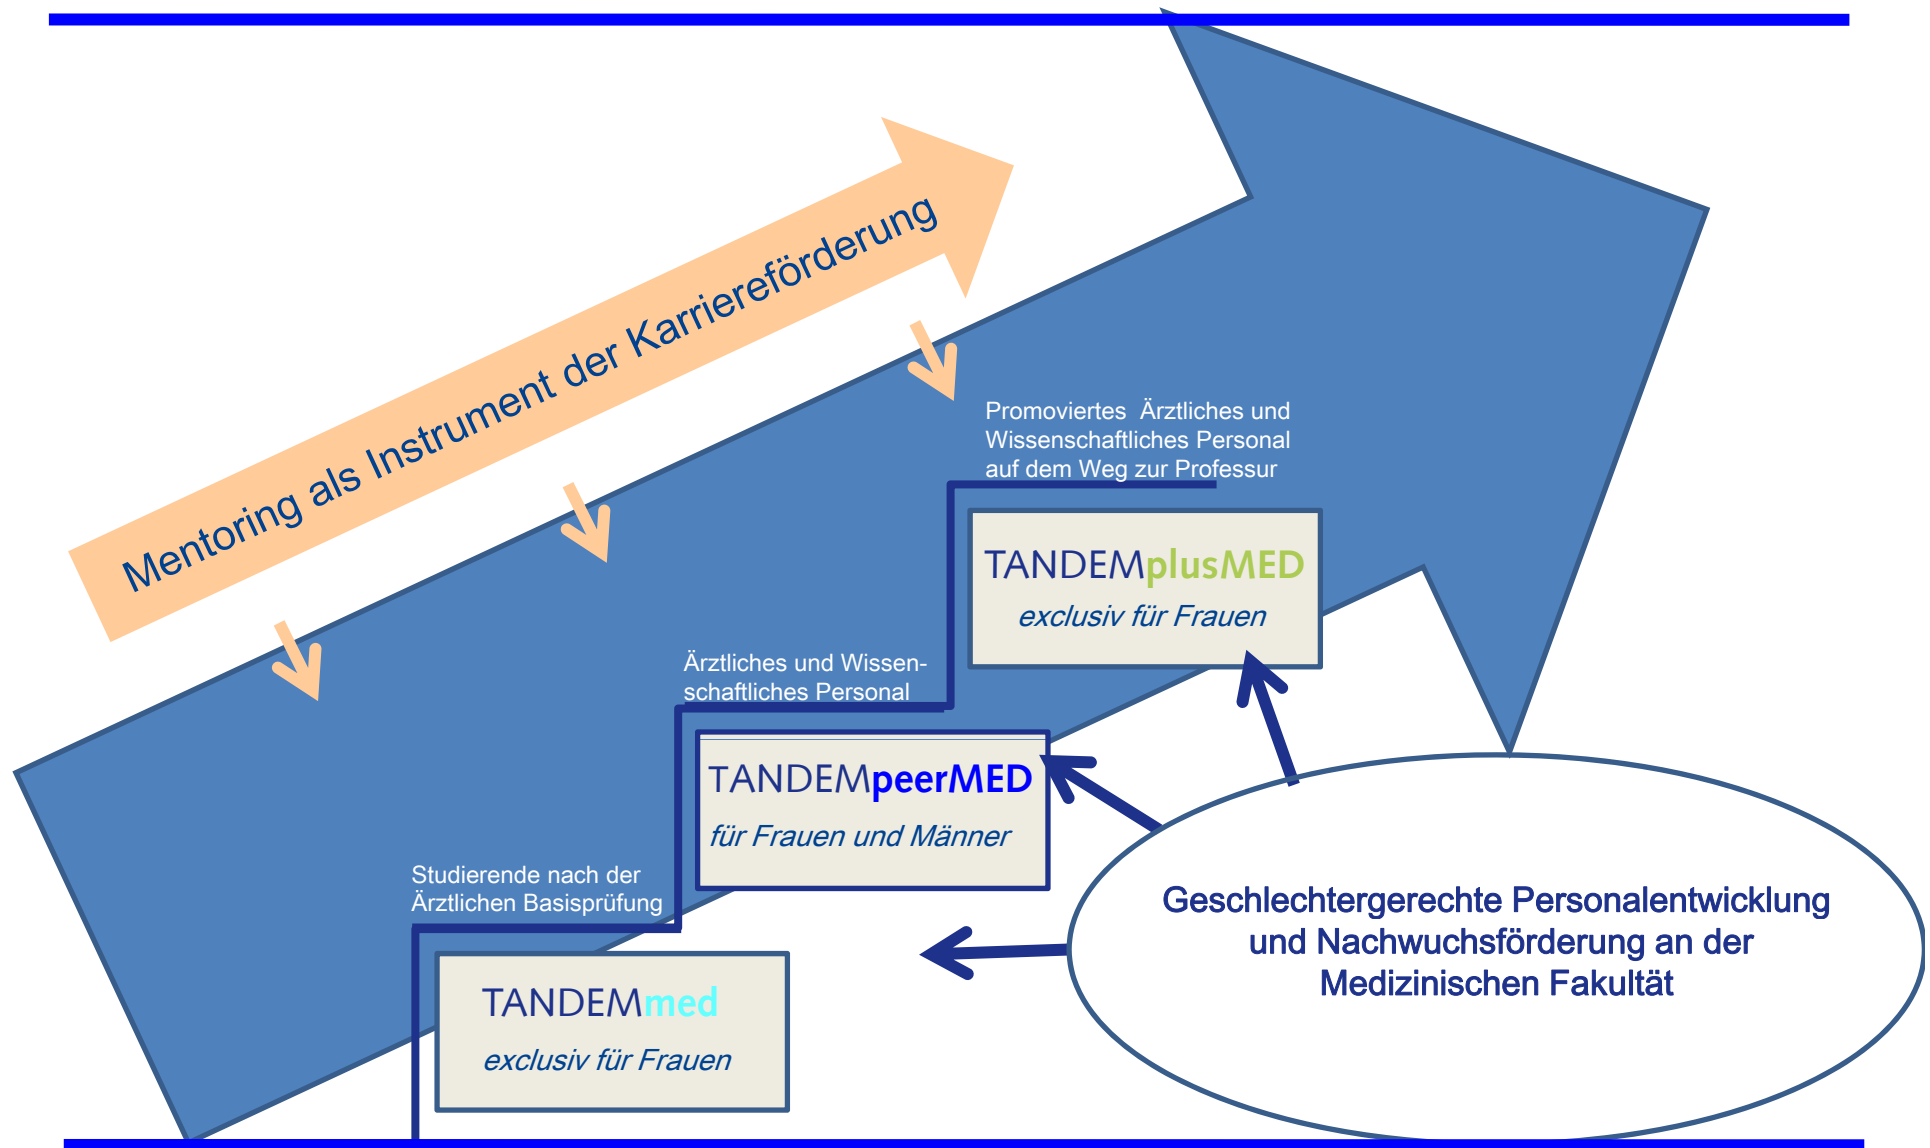 Mentoring als Instrument der Karriereförderung
Promoviertes Ärztliches und
Wissenschaftliches Personal
auf dem Weg zur Professur
TANDEMplusMED
exclusiv für Frauen
Ärztliches und Wissen-
schaftliches Personal
TANDEMpeerMED
für Frauen und Männer
Studierende nach der
Ärztlichen Basisprüfung
TANDEMmed
exclusiv für Frauen
Geschlechtergerechte Personalentwicklung
und Nachwuchsförderung an der
Medizinischen Fakultät